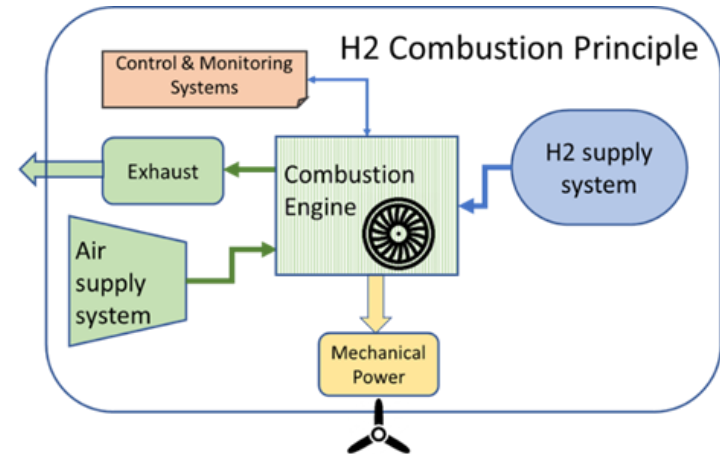 H2 Combustion Principle
Control & Monitoring
Systems
Exhaust
Combustion
Engine
H2 supply
system
Air
supply
system
Mechanical
Power